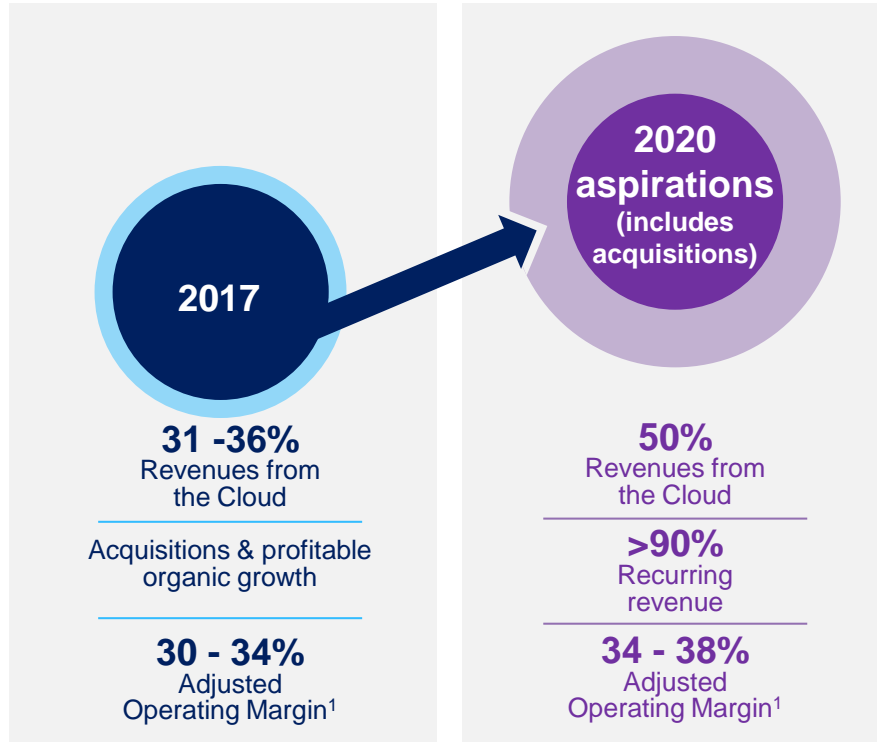 2017
31 -36%
Revenues from
the Cloud
Acquisitions & profitable
organic growth
30 - 34%
Adjusted
Operating Margin¹
2020
aspirations
(includes
acquisitions)
50%
Revenues from
the Cloud
>90%
Recurring
revenue
34 - 38%
Adjusted
Operating Margin¹